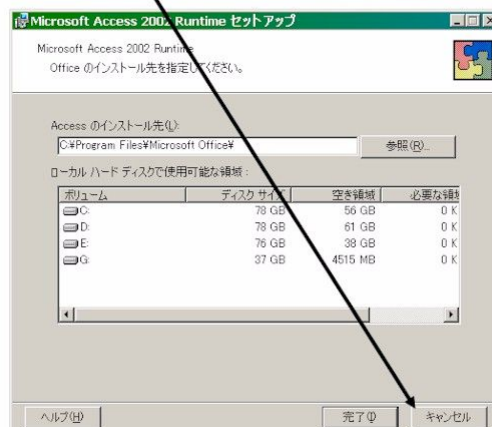 Microsoft Access 2002 Runtime セットアップ
Microsoft Access 2002 Runtime
Office のインストール先を指定してください。
Access のインストール先(L):
C:¥Program Files¥Microsoft Office¥
参照(R)...
ローカル ハード ディスクで使用可能な領域:
ボリューム ディスク サイズ 空き領域 必要な領域
C: 78 GB 56 GB 0 K
D: 78 GB 61 GB 0 K
E: 76 GB 38 GB 0 K
G: 37 GB 4515 MB 0 K
ヘルプ(H) 完了(I) キャンセル